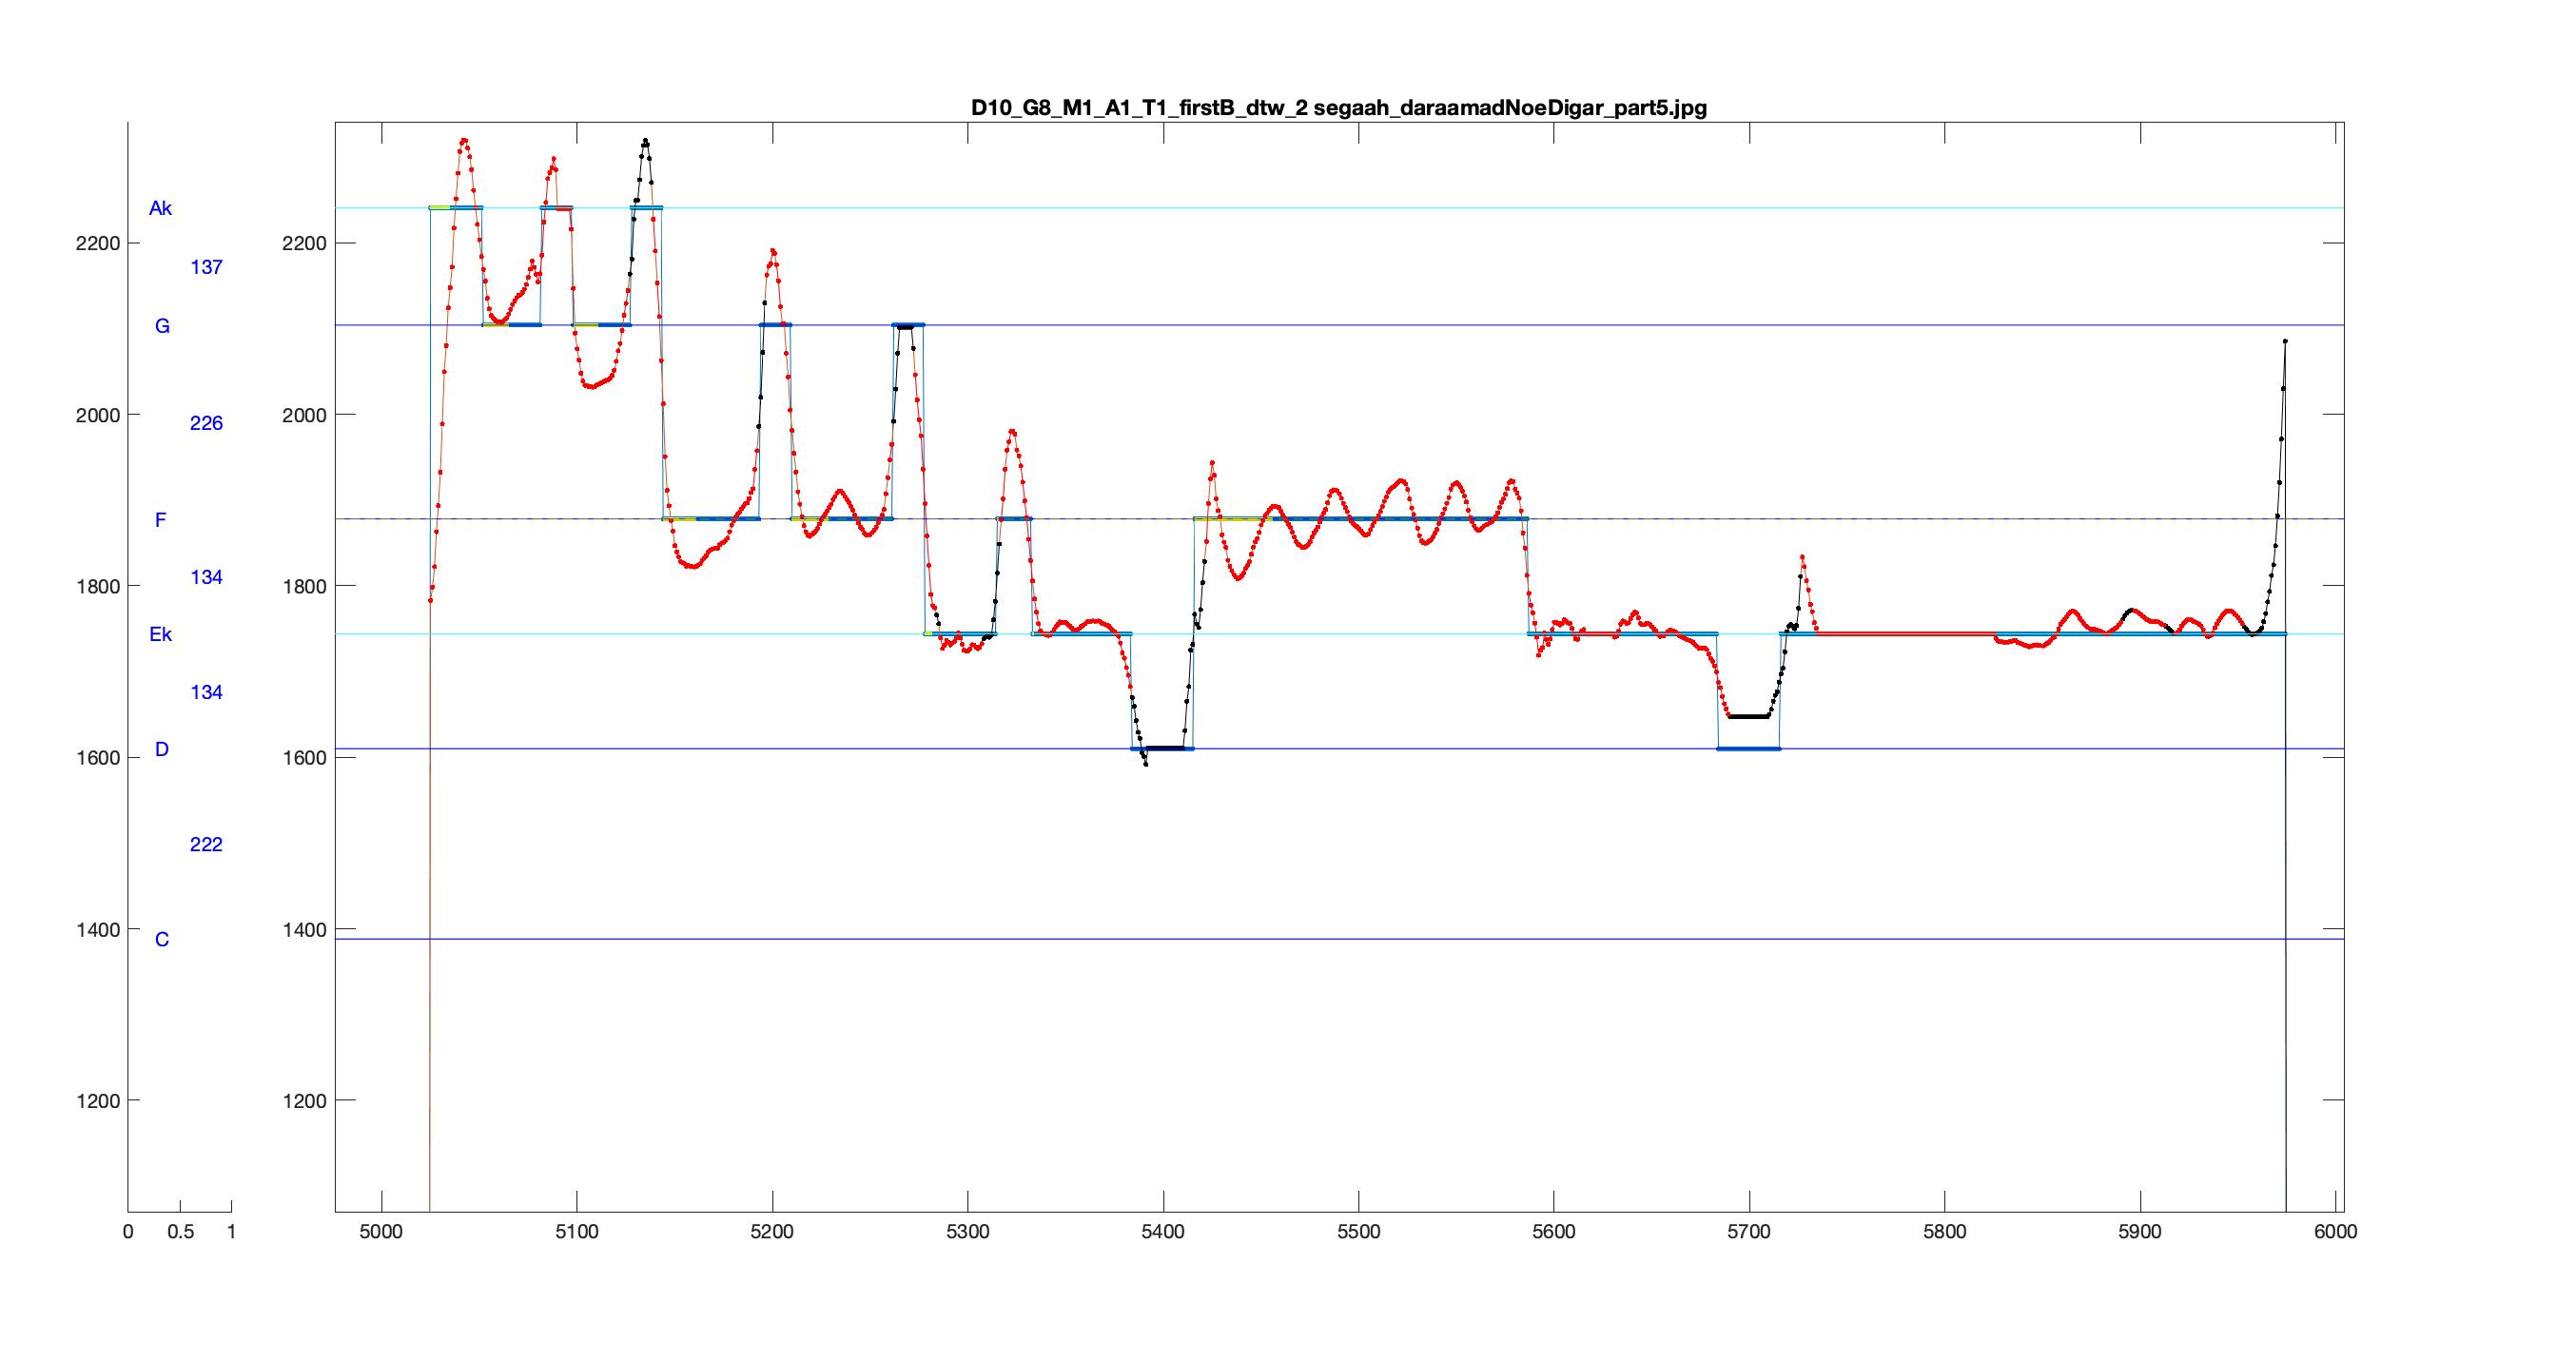 D10_G8_M1_A1_T1_firstB_dtw_2 segaah_daraamadNoeDigar_part5.jpg
Ak
2200 2200
137
G
2000 226 2000
F
1800 134 1800
Ek
134
D
1600 1600
222
1400 C 1400
1200 1200
0 0.5 1 5000 5100 5200 5300 5400 5500 5600 5700 5800 5900 6000